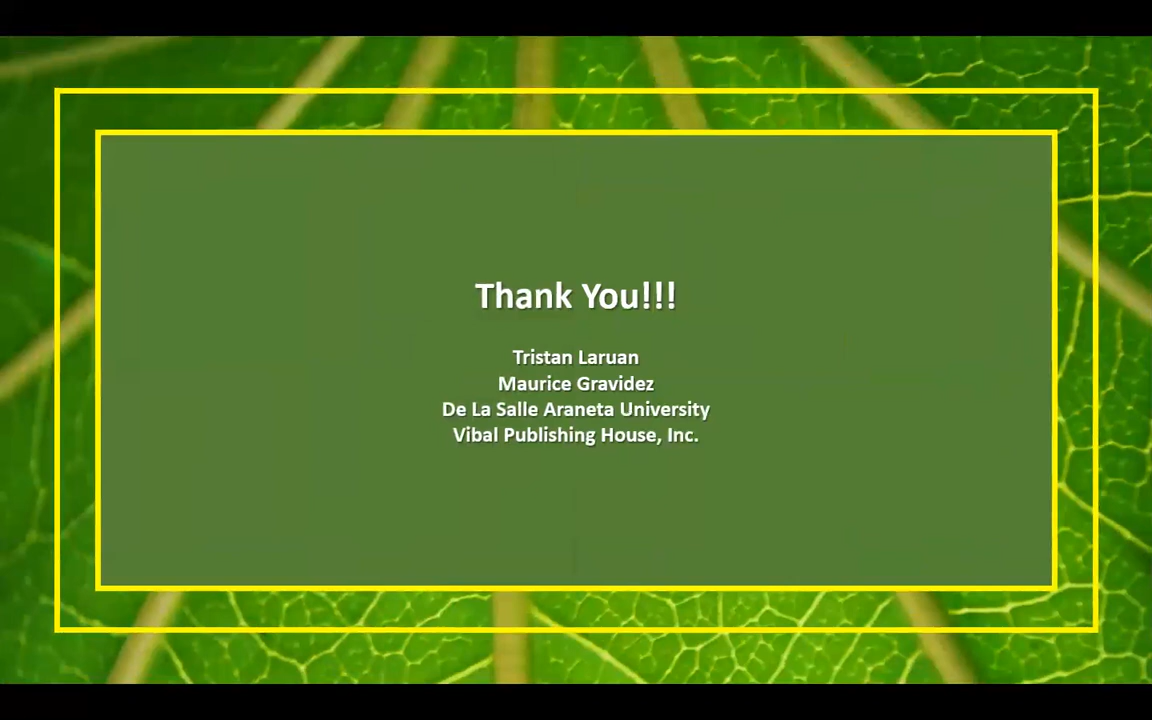 Thank You!!!
Tristan Laruan
Maurice Gravidez
De La Salle Araneta University
Vibal Publishing House, Inc.